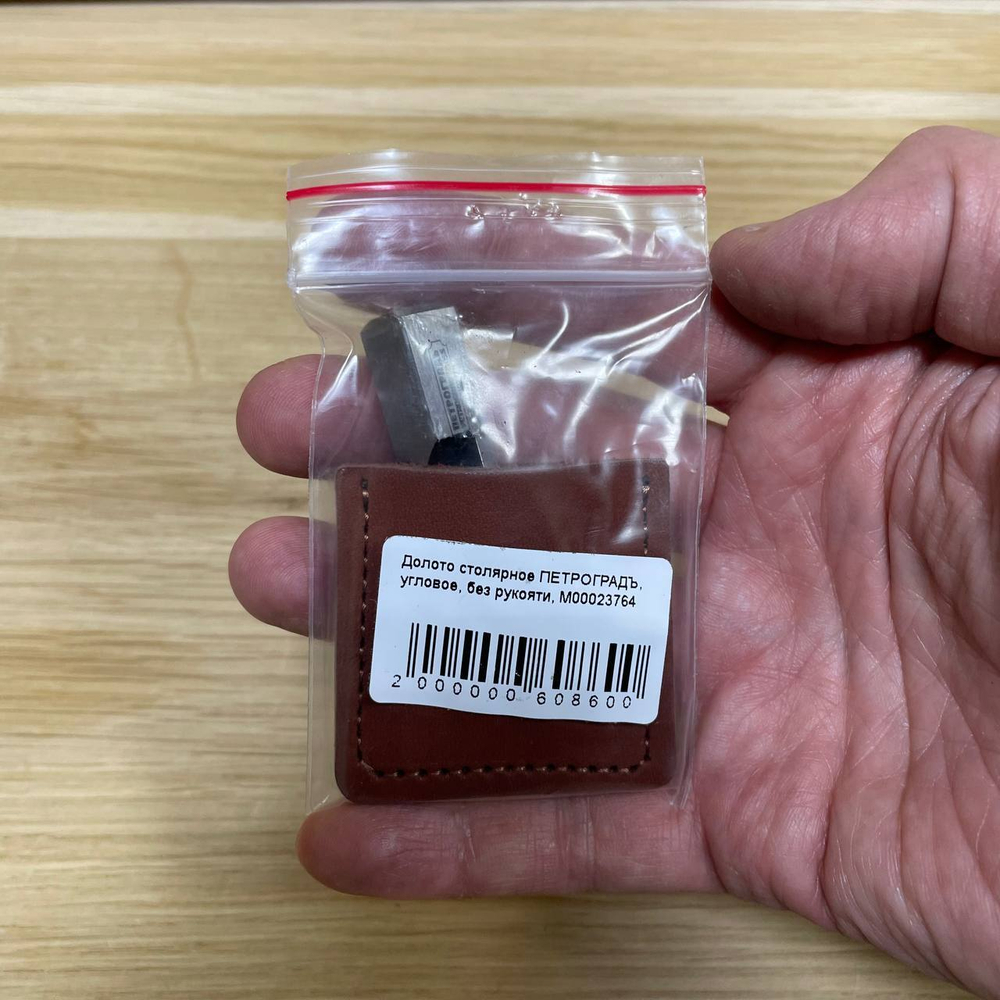 Долото столярное ПЕТРОГРАДЪ,
угловое, без рукояти, М00023764
2 000000 608600